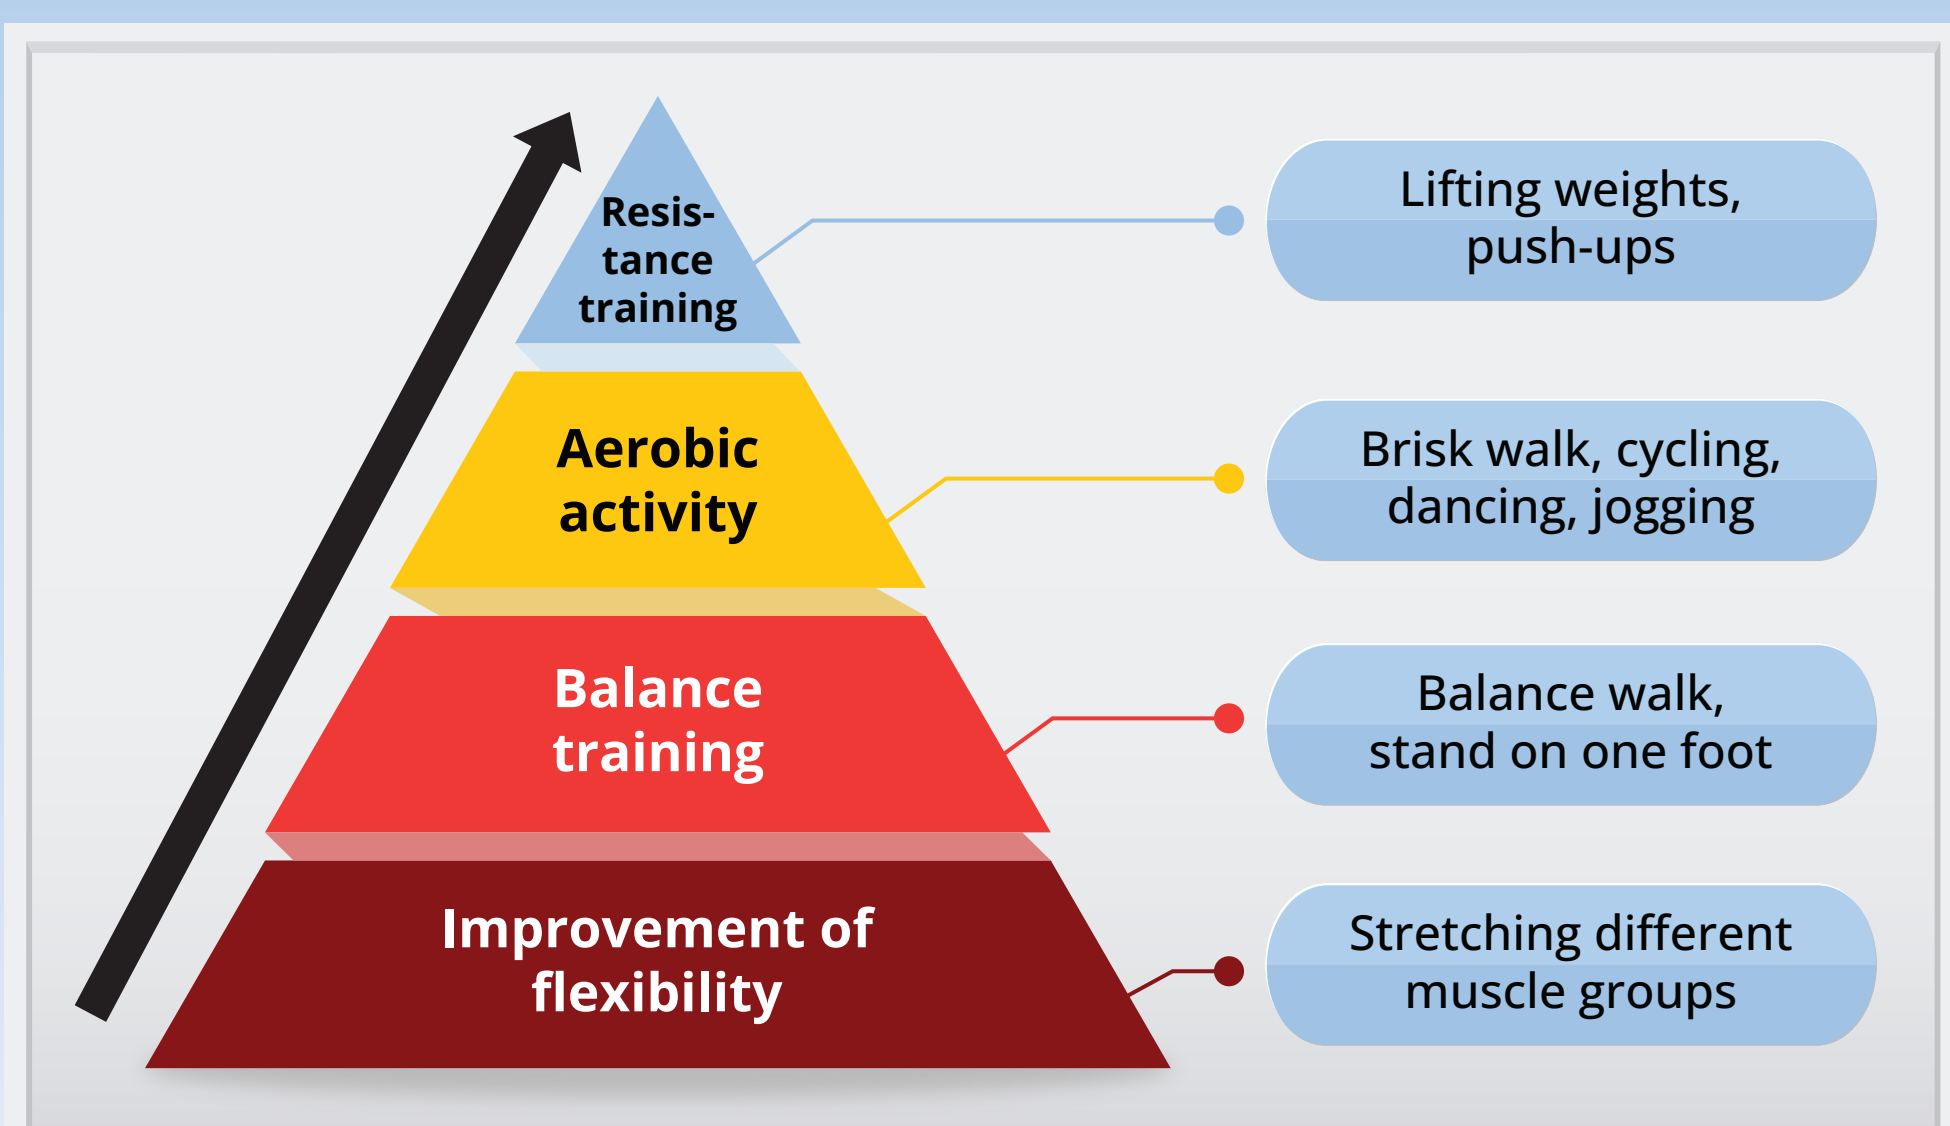 Resis-
tance
training
Lifting weights,
push-ups
Aerobic
activity
Brisk walk, cycling,
dancing, jogging
Balance
training
Balance walk,
stand on one foot
Improvement of
flexibility
Stretching different
muscle groups